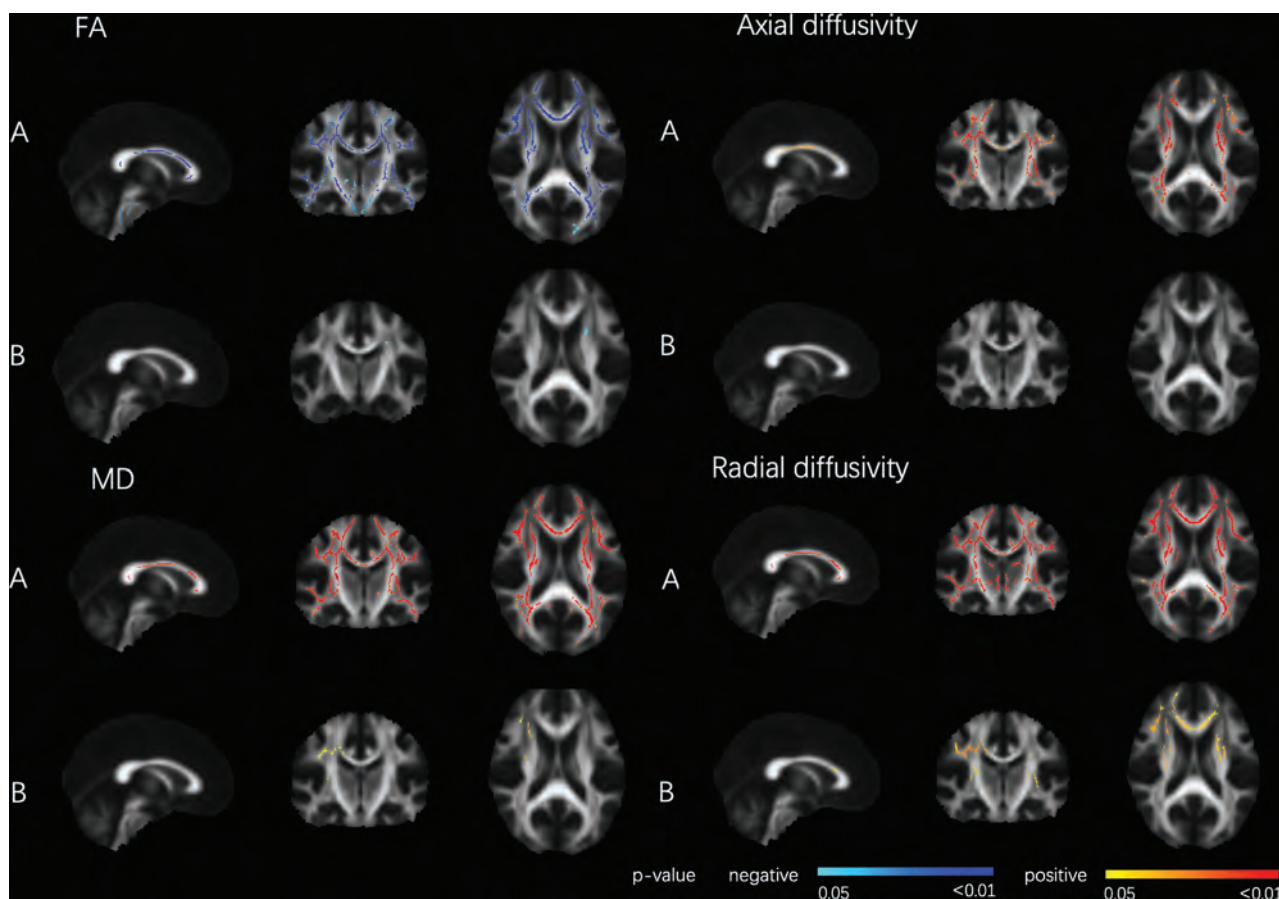 FA
Axial diffusivity
A
A
B
B
MD
Radial diffusivity
A
A
B
B
p-value negative positive
0.05 <0.01 0.05 <0.01